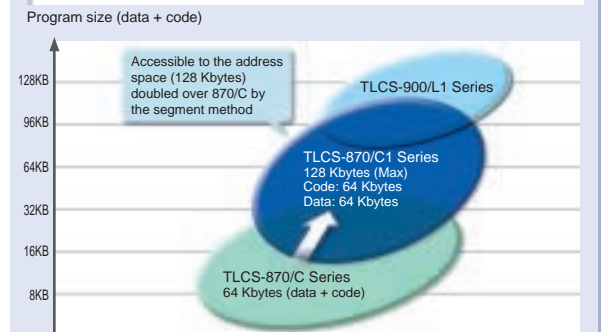 Program size (data + code)
Accessible to the address
space (128 Kbytes)
doubled over 870/C by
the segment method
128KB
96KB
64KB
32KB
16KB
8KB
TLCS-900/L1 Series
TLCS-870/C1 Series
128 Kbytes (Max)
Code: 64 Kbytes
Data: 64 Kbytes
TLCS-870/C Series
64 Kbytes (data + code)